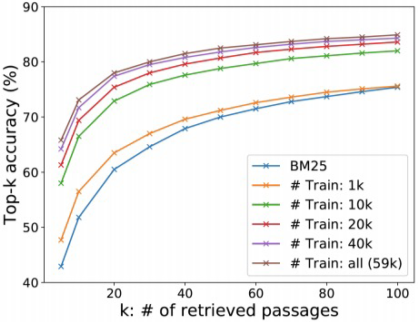 90
80
70
60
50
40
Top-k accuracy (%)
BM25
# Train: 1k
# Train: 10k
# Train: 20k
# Train: 40k
# Train: all (59k)
20
40
60
80
100
k: # of retrieved passages